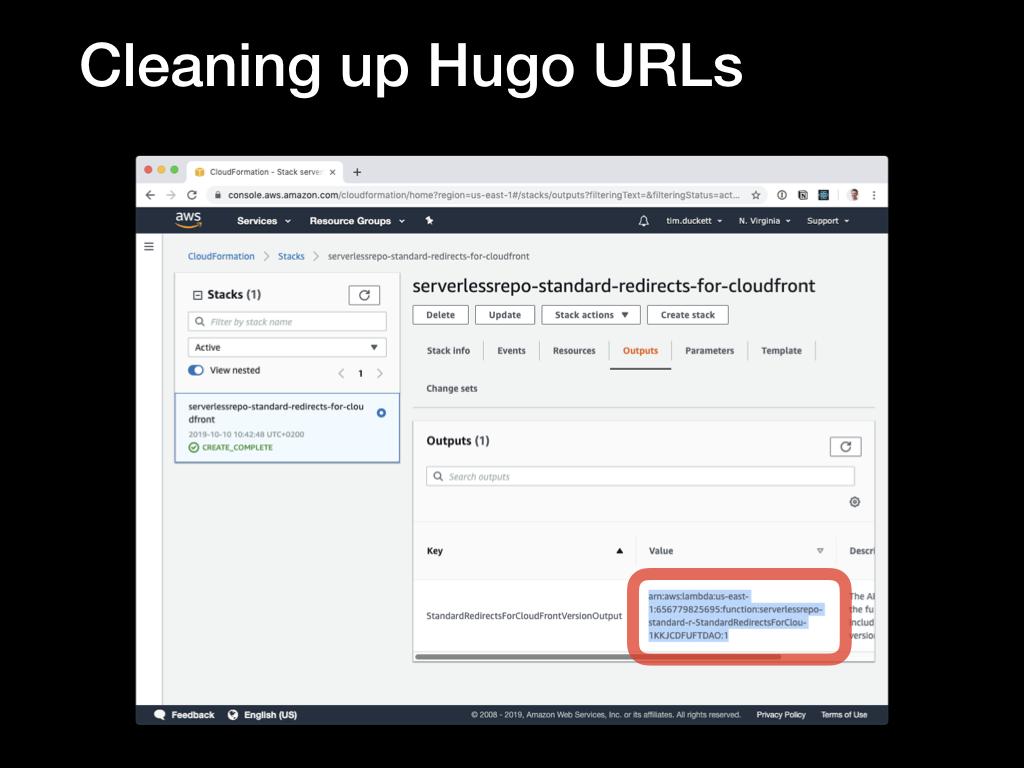 Cleaning up Hugo URLs
CloudFormation - Stack server
console.aws.amazon.com/cloudformation/home?region=us-east-1#/stacks/outputs?filteringText=&filteringStatus=act...
aws
Services
Resource Groups
tim.duckett
N. Virginia
Support
CloudFormation
Stacks
serverlessrepo-standard-redirects-for-cloudfront
Stacks (1)
Filter by stack name
Active
View nested
1
serverlessrepo-standard-redirects-for-clou
dfront
2019-10-10 10:42:48 UTC+0200
CREATE_COMPLETE
serverlessrepo-standard-redirects-for-cloudfront
Delete
Update
Stack actions
Create stack
Stack info
Events
Resources
Outputs
Parameters
Template
Change sets
Outputs (1)
Search outputs
Key
Value
Descri
StandardRedirectsForCloudFrontVersionOutput
arn:aws:lambda:us-east-
1:656779825695:function:serverlessrepo-
standard-r-StandardRedirectsForClou-
1KKJCDFUFTDAO:1
The
the fu
includ
versio
Feedback
English (US)
© 2008 - 2019, Amazon Web Services, Inc. or its affiliates. All rights reserved.
Privacy Policy
Terms of Use